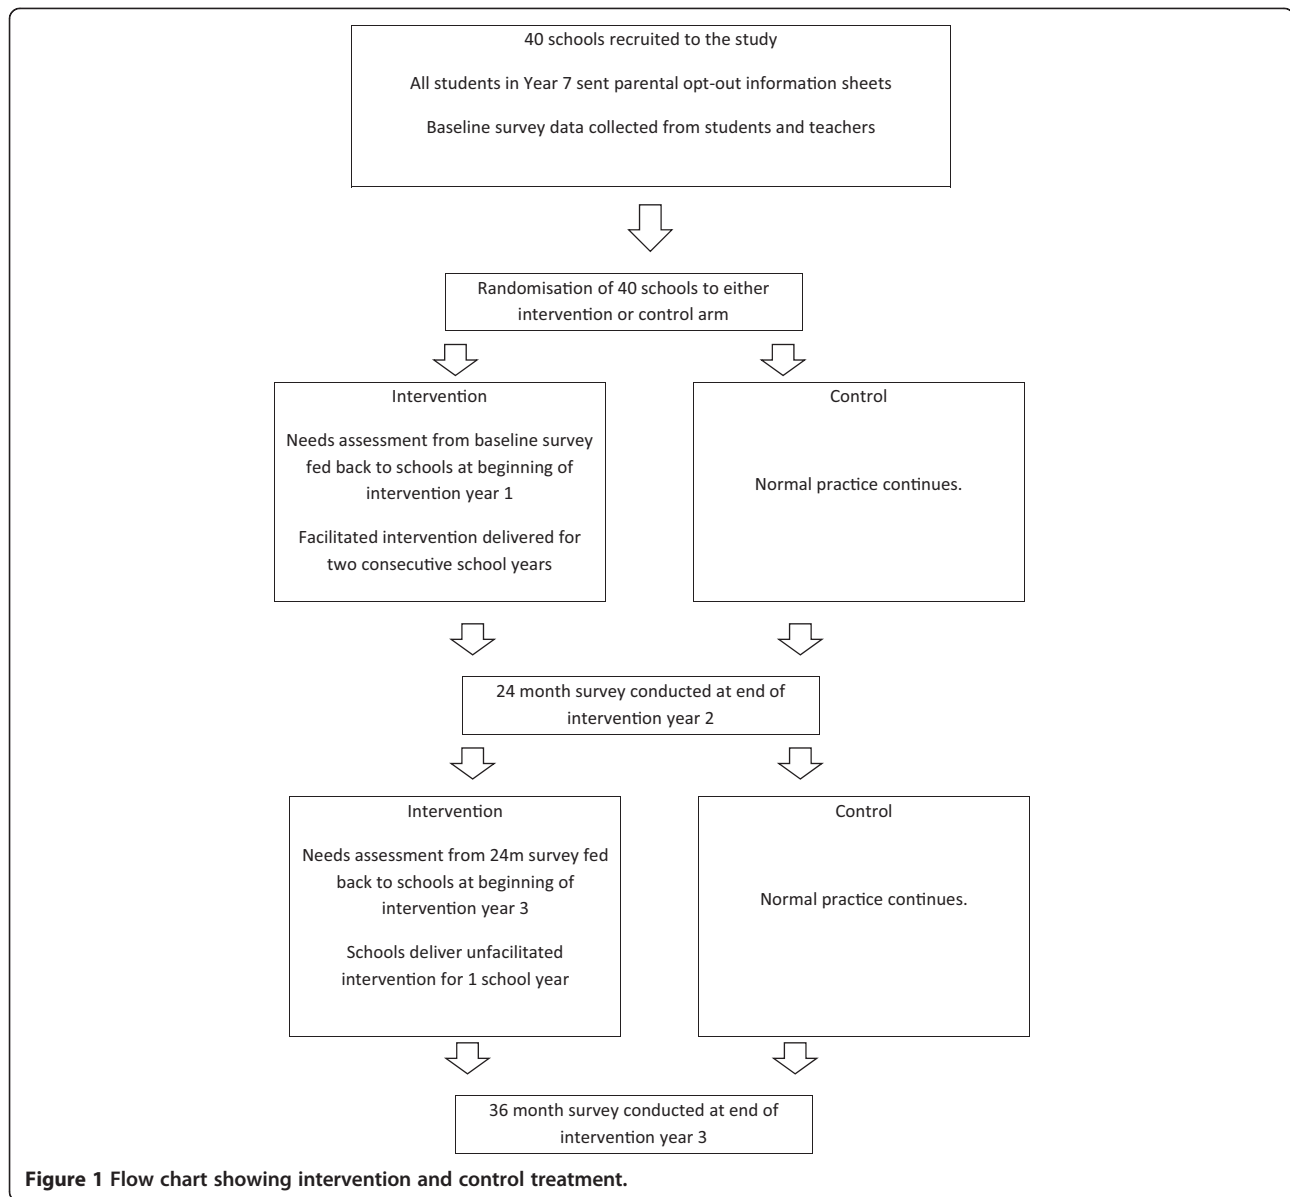 40 schools recruited to the study
All students in Year 7 sent parental opt-out information sheets
Baseline survey data collected from students and teachers
Randomisation of 40 schools to either
intervention or control arm
Intervention
Needs assessment from baseline survey
fed back to schools at beginning of
intervention year 1
Facilitated intervention delivered for
two consecutive school years
Control
Normal practice continues.
24 month survey conducted at end of
intervention year 2
Intervention
Needs assessment from 24m survey fed
back to schools at beginning of
intervention year 3
Schools deliver unfacilitated
intervention for 1 school year
Control
Normal practice continues.
36 month survey conducted at end of
intervention year 3
Figure 1 Flow chart showing intervention and control treatment.